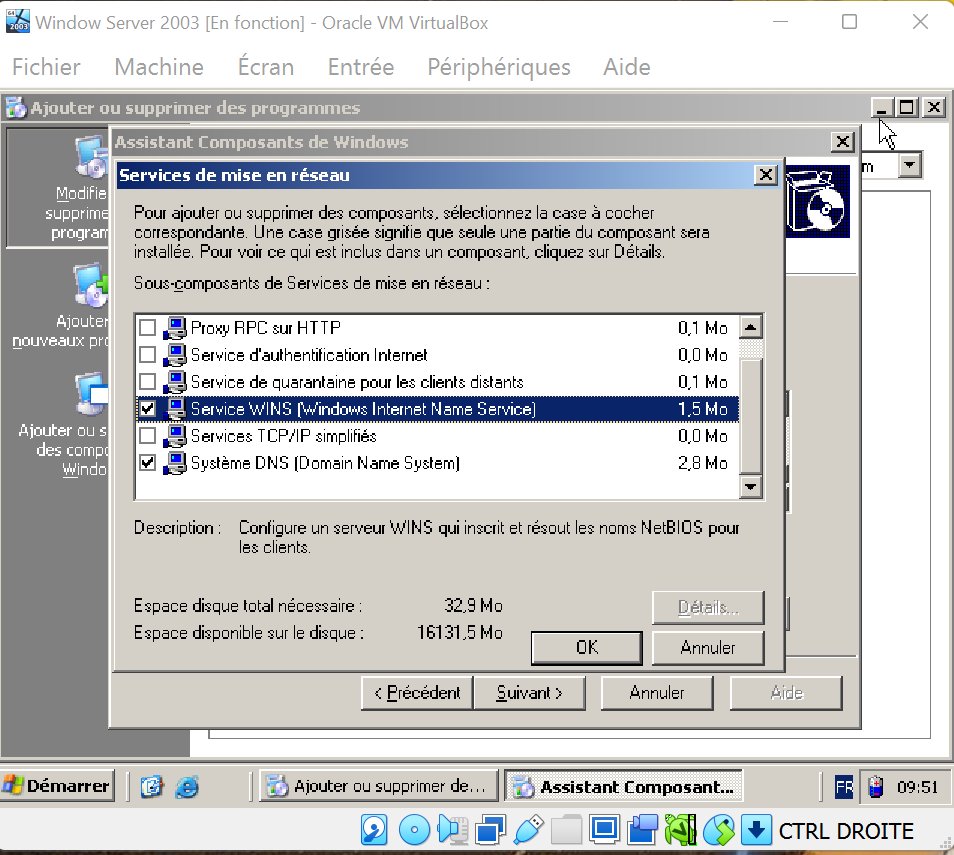 Window Server 2003 [En fonction] - Oracle VM VirtualBox
Fichier Machine Écran Entrée Périphériques Aide
Ajouter ou supprimer des programmes
Assistant Composants de Windows
Services de mise en réseau
Modifie
supprime
program
Ajouter
nouveaux pro
Ajouter ou s
des compo
Windo
m
Pour ajouter ou supprimer des composants, sélectionnez la case à cocher
correspondante. Une case grisée signifie que seule une partie du composant sera
installée. Pour voir ce qui est inclus dans un composant, cliquez sur Détails.
Sous-composants de Services de mise en réseau :
Proxy RPC sur HTTP 0,1 Mo
Service d'authentification Internet 0,0 Mo
Service de quarantaine pour les clients distants 0,1 Mo
Service WINS (Windows Internet Name Service) 1,5 Mo
Services TCP/IP simplifiés 0,0 Mo
Système DNS (Domain Name System) 2,8 Mo
Description : Configure un serveur WINS qui inscrit et résout les noms NetBIOS pour
les clients.
Espace disque total nécessaire : 32,9 Mo
Espace disponible sur le disque : 16131,5 Mo
Détails...
OK Annuler
< Précédent Suivant > Annuler Aide
Démarrer Ajouter ou supprimer de... Assistant Composant... FR 09:51
CTRL DROITE